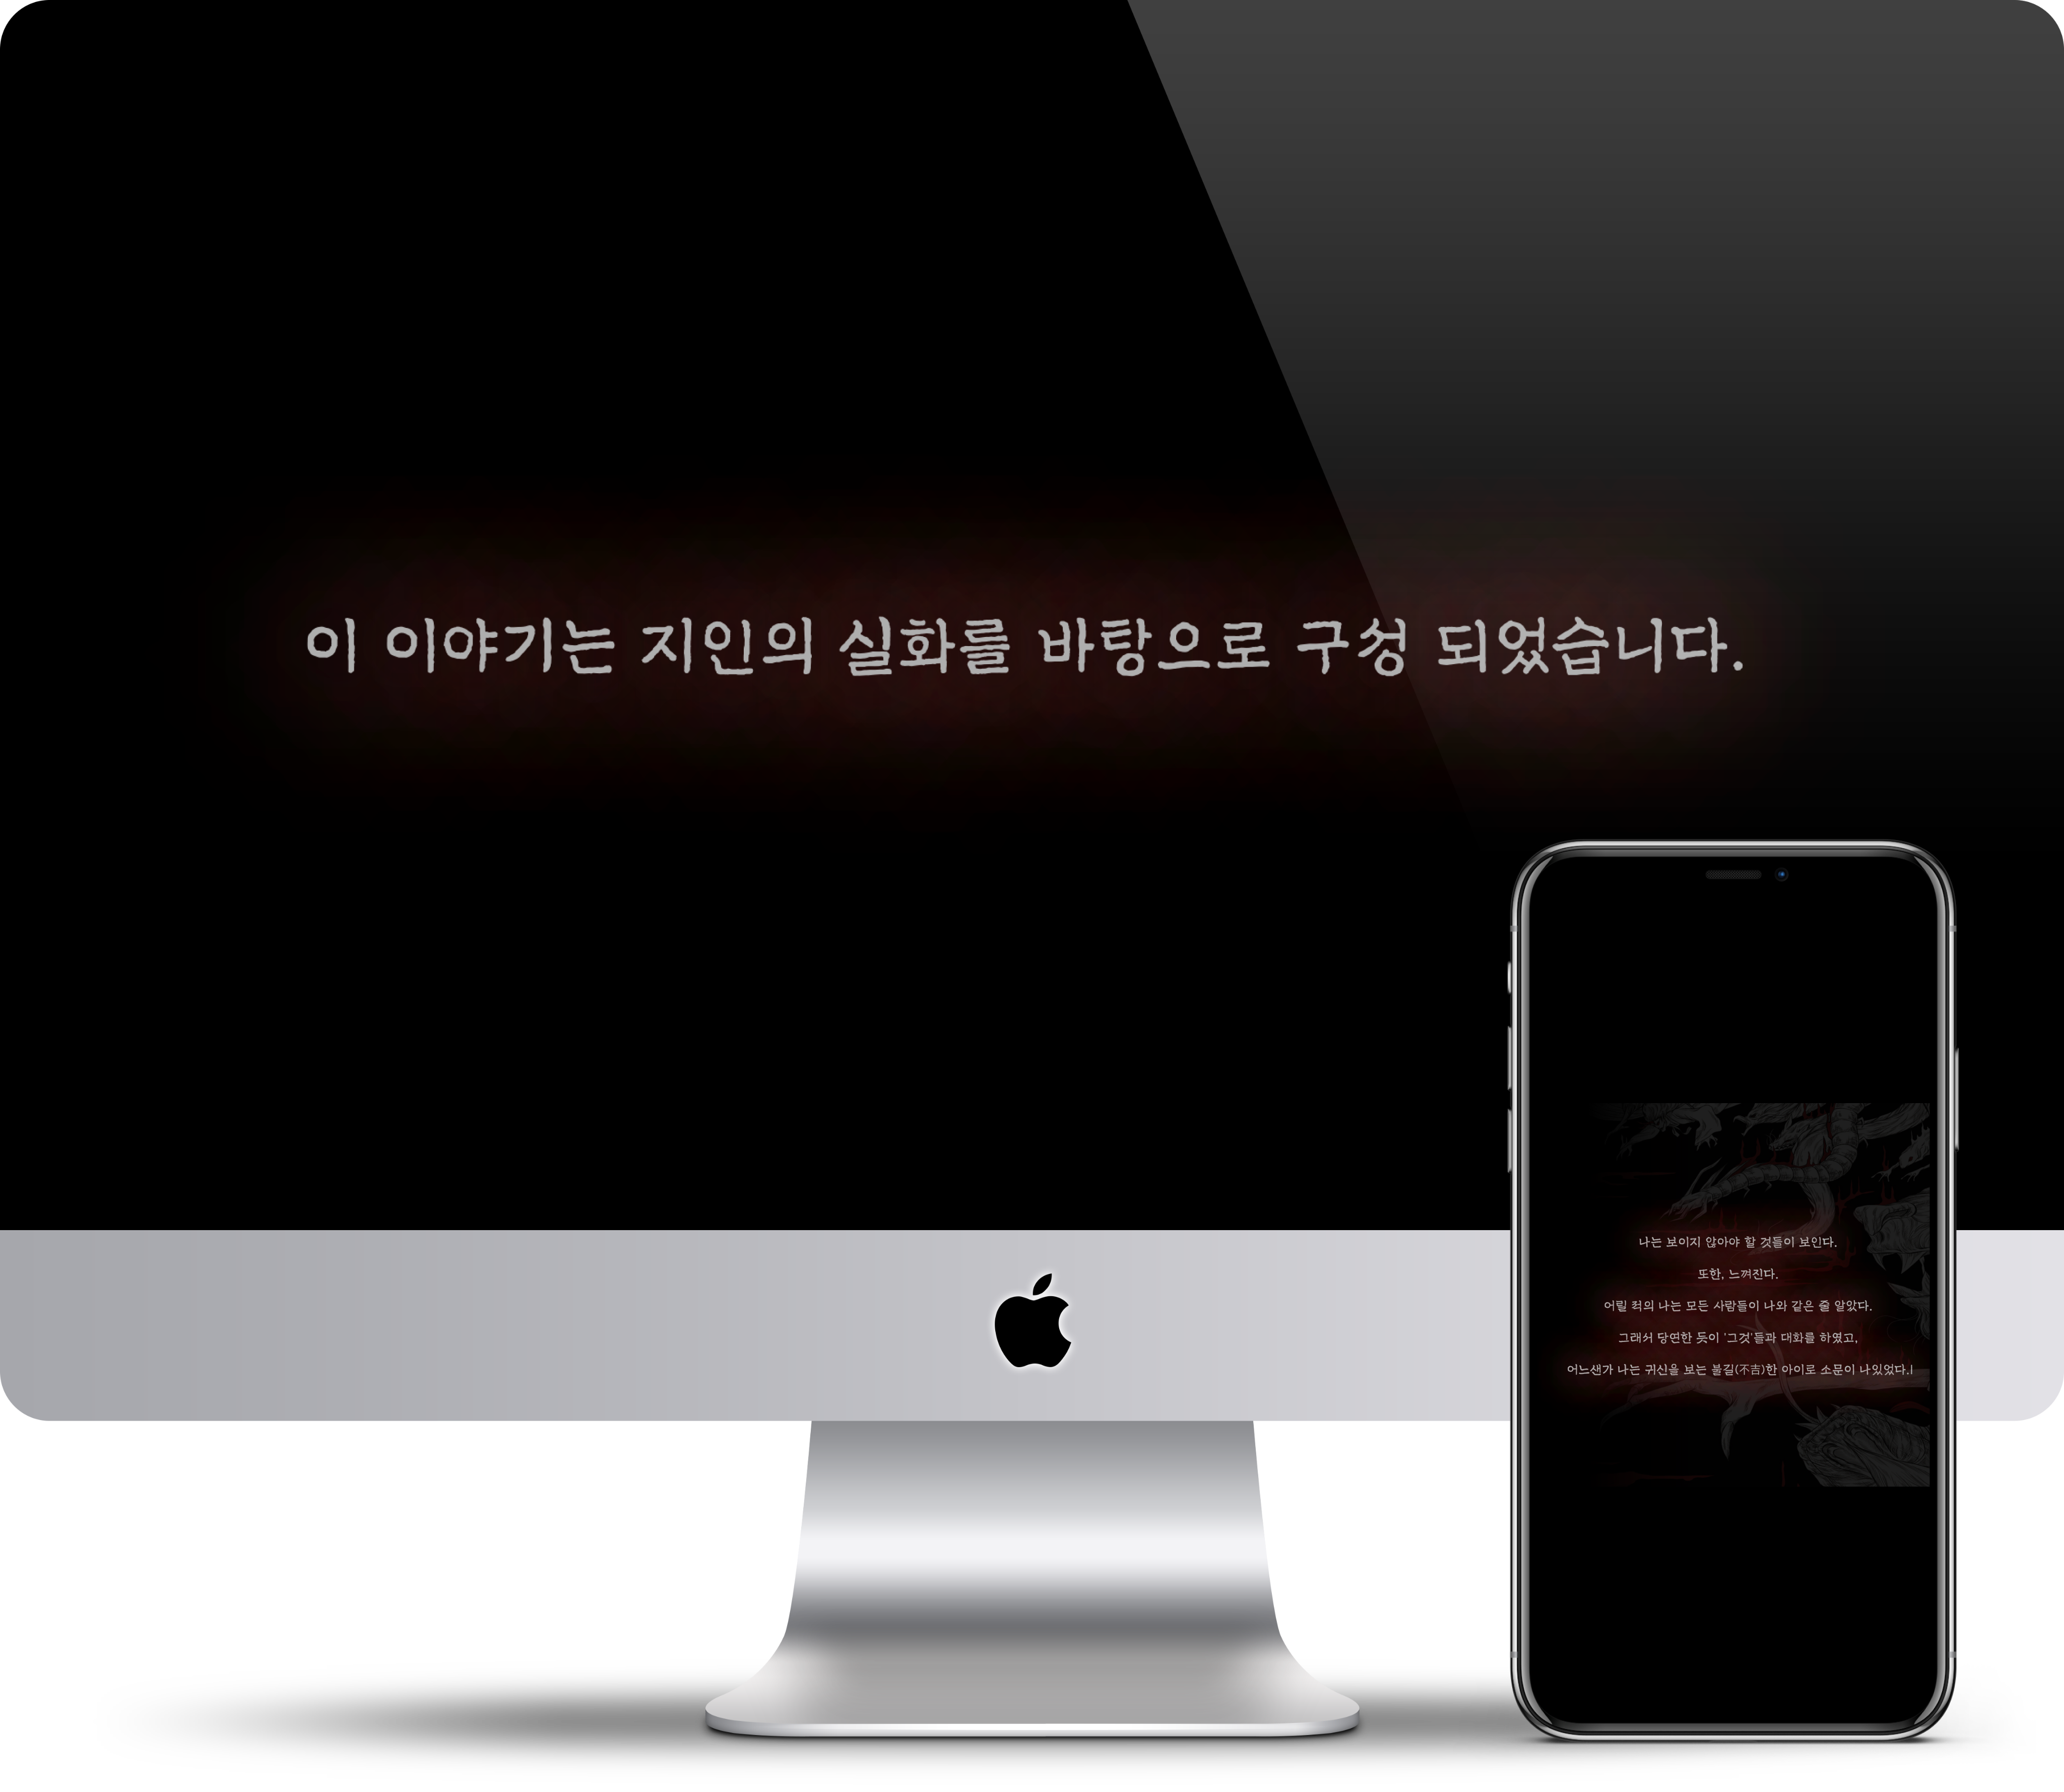 이 이야기는 지인의 실화를 바탕으로 구성 되었습니다.
나는 보이지 않아야 할 것들이 보인다.
또한, 느껴진다.
어릴 적의 나는 모든 사람들이 나와 같은 줄 알았다.
그래서 당연한 듯이 '그것'들과 대화를 하였고,
어느샌가 나는 귀신을 보는 불길(不吉)한 아이로 소문이 나있었다.|